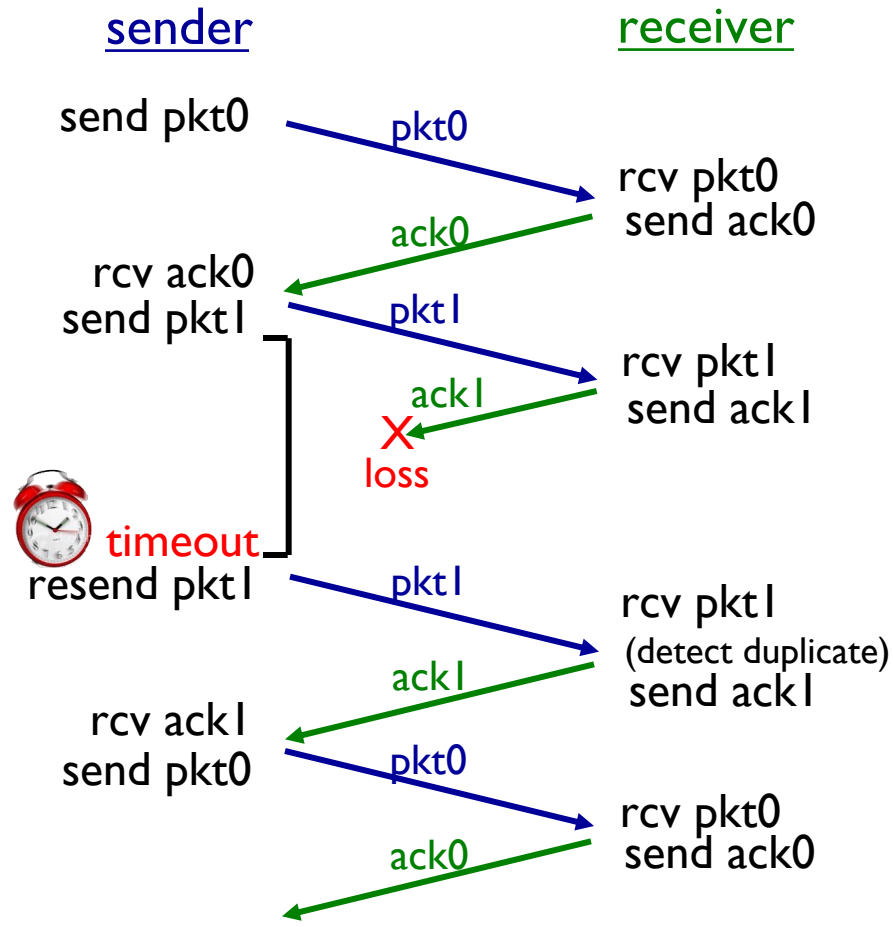 sender
receiver
send pkt0
pkt0
rcv pkt0
send ack0
ack0
rcv ack0
send pkt1
pkt1
rcv pkt1
send ack1
ack1
X
loss
timeout
resend pkt1
pkt1
rcv pkt1
(detect duplicate)
send ack1
ack1
rcv ack1
send pkt0
pkt0
rcv pkt0
send ack0
ack0